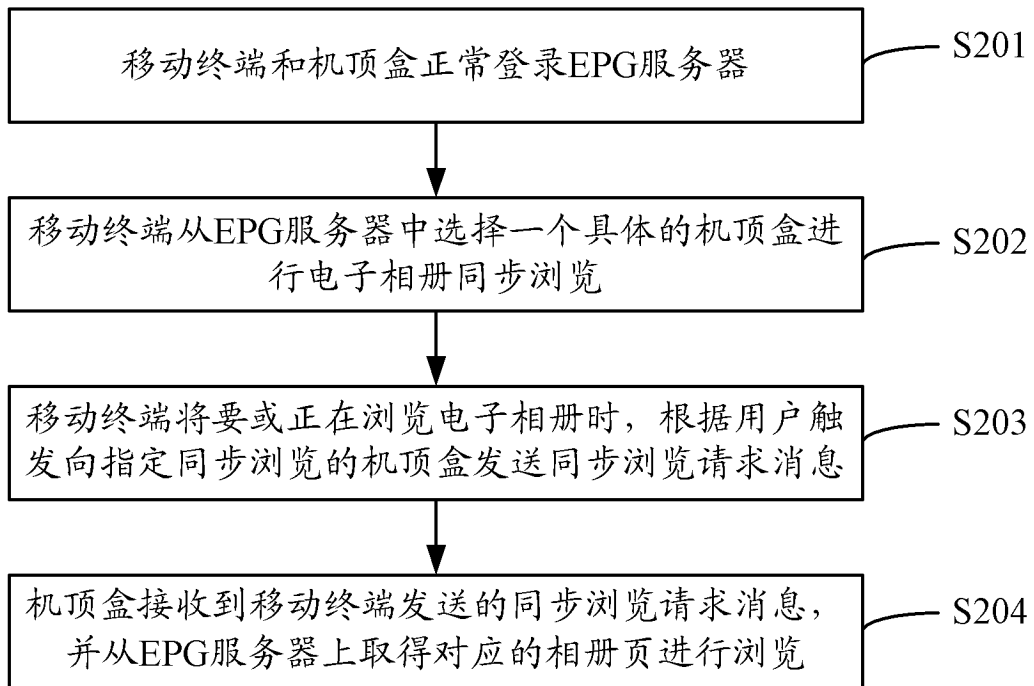 移动终端和机顶盒正常登录EPG服务器
S201
移动终端从EPG服务器中选择一个具体的机顶盒进
行电子相册同步浏览
S202
移动终端将要或正在浏览电子相册时，根据用户触
发向指定同步浏览的机顶盒发送同步浏览请求消息
S203
机顶盒接收到移动终端发送的同步浏览请求消息，
并从EPG服务器上取得对应的相册页进行浏览
S204